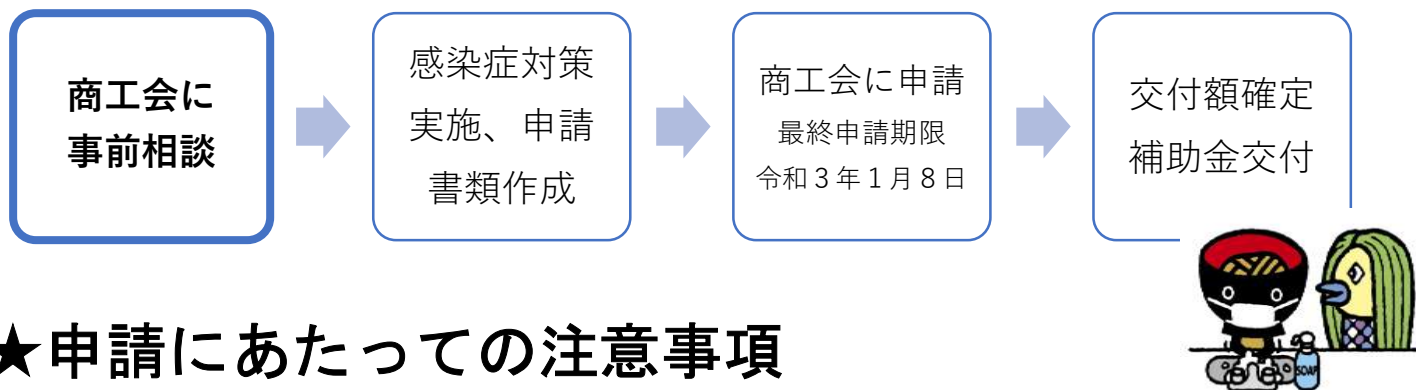 商工会に
事前相談
感染症対策
実施、申請
書類作成
商工会に申請
最終申請期限
令和３年１月８日
交付額確定
補助金交付
★申請にあたっての注意事項
SOAP